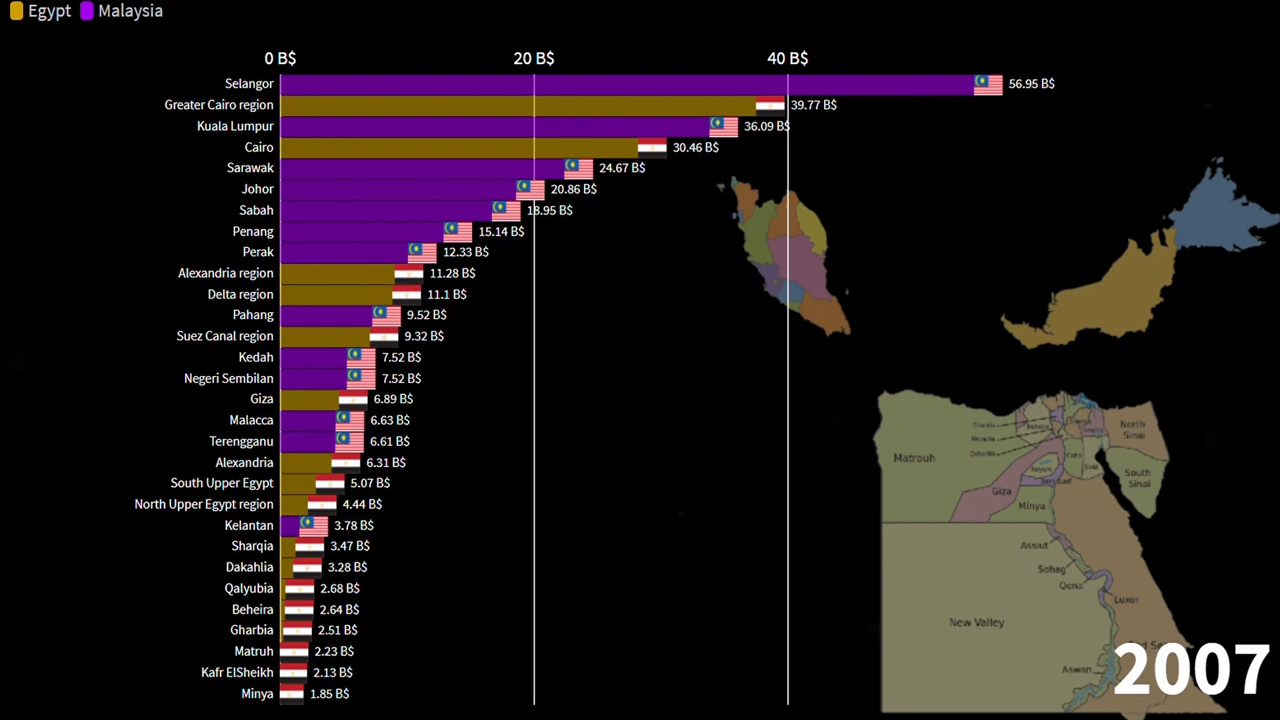 Egypt Malaysia
0 B$ 20 B$ 40 B$
Selangor 56.95 B$
Greater Cairo region 39.77 B$
Kuala Lumpur 36.09 B$
Cairo 30.46 B$
Sarawak 24.67 B$
Johor 20.86 B$
Sabah 18.95 B$
Penang 15.14 B$
Perak 12.33 B$
Alexandria region 11.28 B$
Delta region 11.1 B$
Pahang 9.52 B$
Suez Canal region 9.32 B$
Kedah 7.52 B$
Negeri Sembilan 7.52 B$
Giza 6.89 B$
Malacca 6.63 B$
Terengganu 6.61 B$
Alexandria 6.31 B$
South Upper Egypt 5.07 B$
North Upper Egypt region 4.44 B$
Kelantan 3.78 B$
Sharqia 3.47 B$
Dakahlia 3.28 B$
Qalyubia 2.68 B$
Beheira 2.64 B$
Gharbia 2.51 B$
Matruh 2.23 B$
Kafr ElSheikh 2.13 B$
Minya 1.85 B$
North
Sinai
Matrouh
Cairo
Suez
South
Sinai
Giza
Minya
Assiut
Sohag
Qena
Luxor
New Valley
Aswan
2007